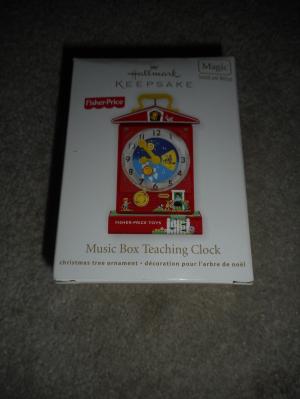 Hallmark
KEEPSAKE
Magic
Fisher-Price
FISHER-PRICE TOYS
Music Box Teaching Clock
christmas tree ornament • décoration pour l'arbre de noël